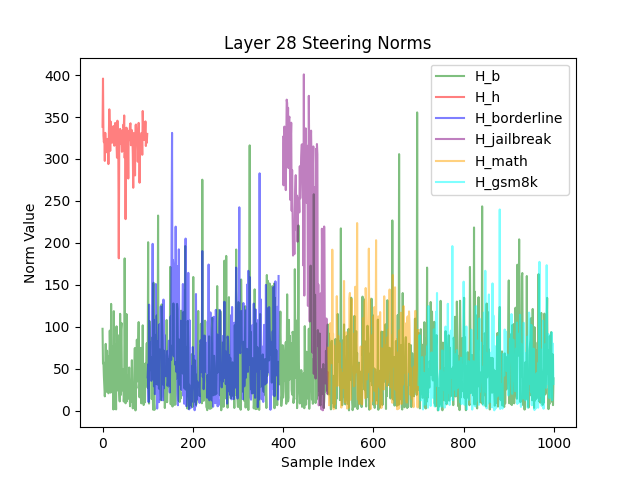 Layer 28 Steering Norms
400
350
300
250
200
150
100
50
0
Norm Value
H_b
H_h
H_borderline
H_jailbreak
H_math
H_gsm8k
0
200
400
600
800
1000
Sample Index